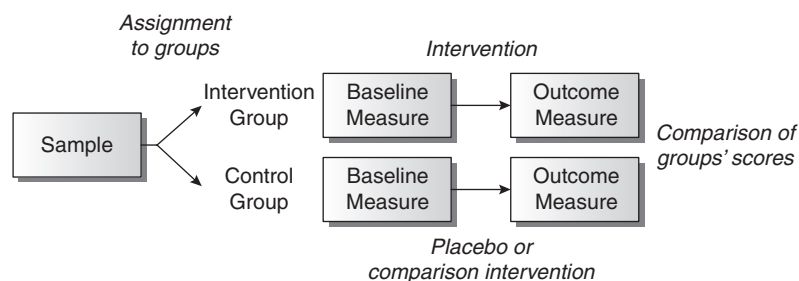 Assignment
to groups
Intervention
Sample
Intervention
Group
Baseline
Measure
Outcome
Measure
Control
Group
Baseline
Measure
Outcome
Measure
Comparison of
groups' scores
Placebo or
comparison intervention